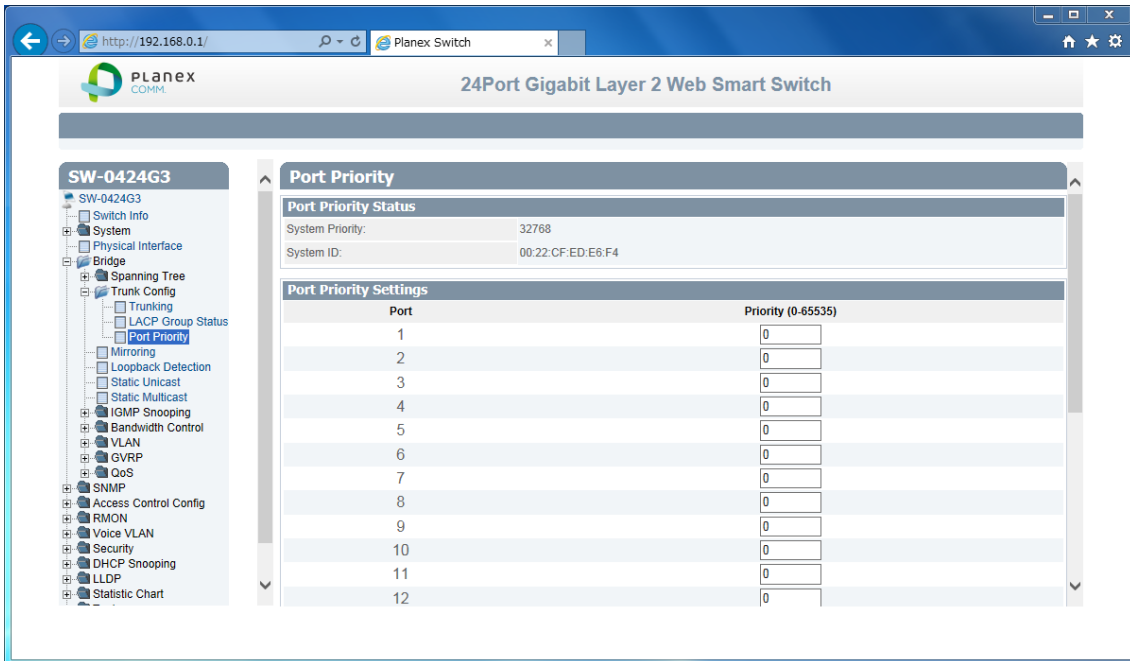 http://192.168.0.1/
Planex Switch
PLANEX
COMM.
24Port Gigabit Layer 2 Web Smart Switch
SW-0424G3
SW-0424G3
Switch Info
System
Physical Interface
Bridge
Spanning Tree
Trunk Config
Trunking
LACP Group Status
Port Priority
Mirroring
Loopback Detection
Static Unicast
Static Multicast
IGMP Snooping
Bandwidth Control
VLAN
GVRP
QoS
SNMP
Access Control Config
RMON
Voice VLAN
Security
DHCP Snooping
LLDP
Statistic Chart
Port Priority
Port Priority Status
System Priority: 32768
System ID: 00:22:CF:ED:E6:F4
Port Priority Settings
Port Priority (0-65535)
1 0
2 0
3 0
4 0
5 0
6 0
7 0
8 0
9 0
10 0
11 0
12 0